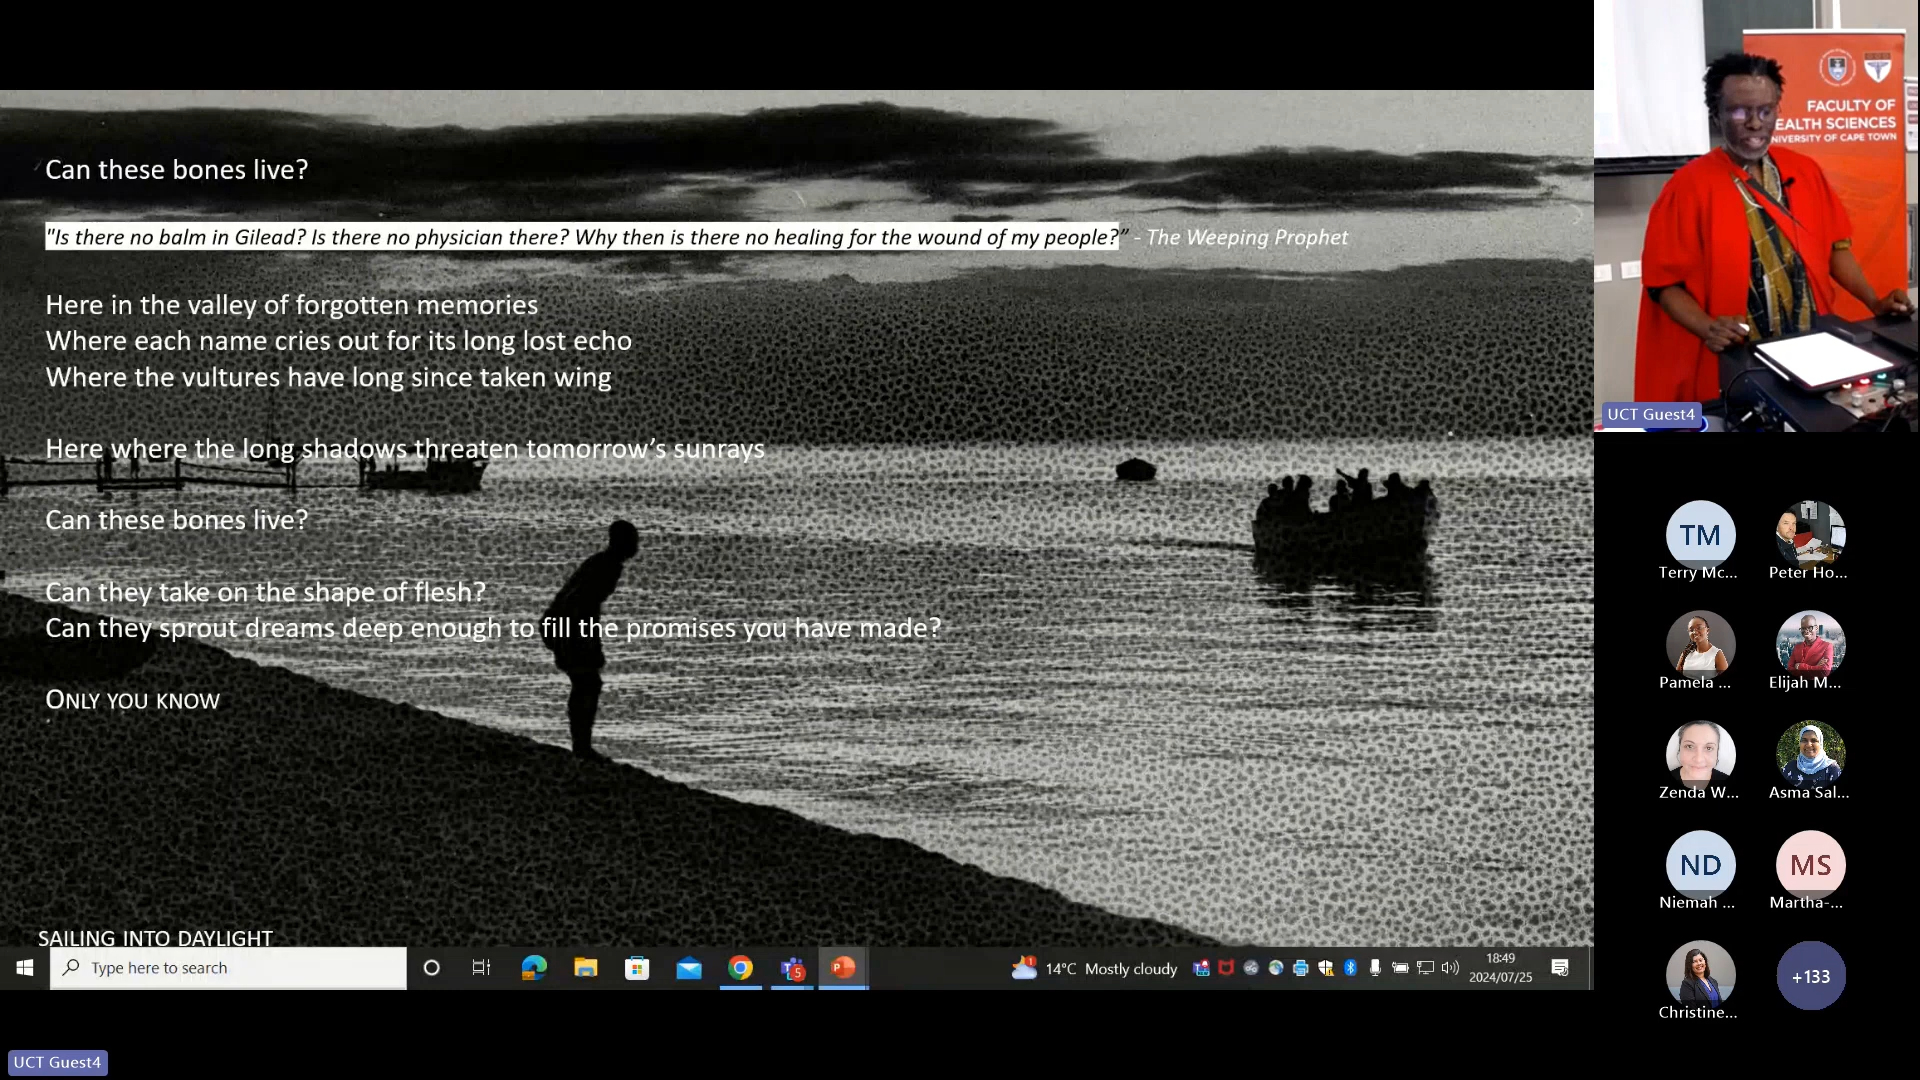 Can these bones live?
"Is there no balm in Gilead? Is there no physician there? Why then is there no healing for the wound of my people?” - The Weeping Prophet
Here in the valley of forgotten memories
Where each name cries out for its long lost echo
Where the vultures have long since taken wing
Here where the long shadows threaten tomorrow’s sunrays
Can these bones live?
Can they take on the shape of flesh?
Can they sprout dreams deep enough to fill the promises you have made?
ONLY YOU KNOW
SAILING INTO DAYLIGHT
Type here to search
14°C Mostly cloudy
18:49
2024/07/25
UCT Guest4
FACULTY OF
EALTH SCIENCES
NIVERSITY OF CAPE TOWN
UCT Guest4
TM
Terry Mc...
Peter Ho...
Pamela ...
Elijah M...
Zenda W...
Asma Sal...
ND
Niemah ...
MS
Martha-...
Christine...
+133